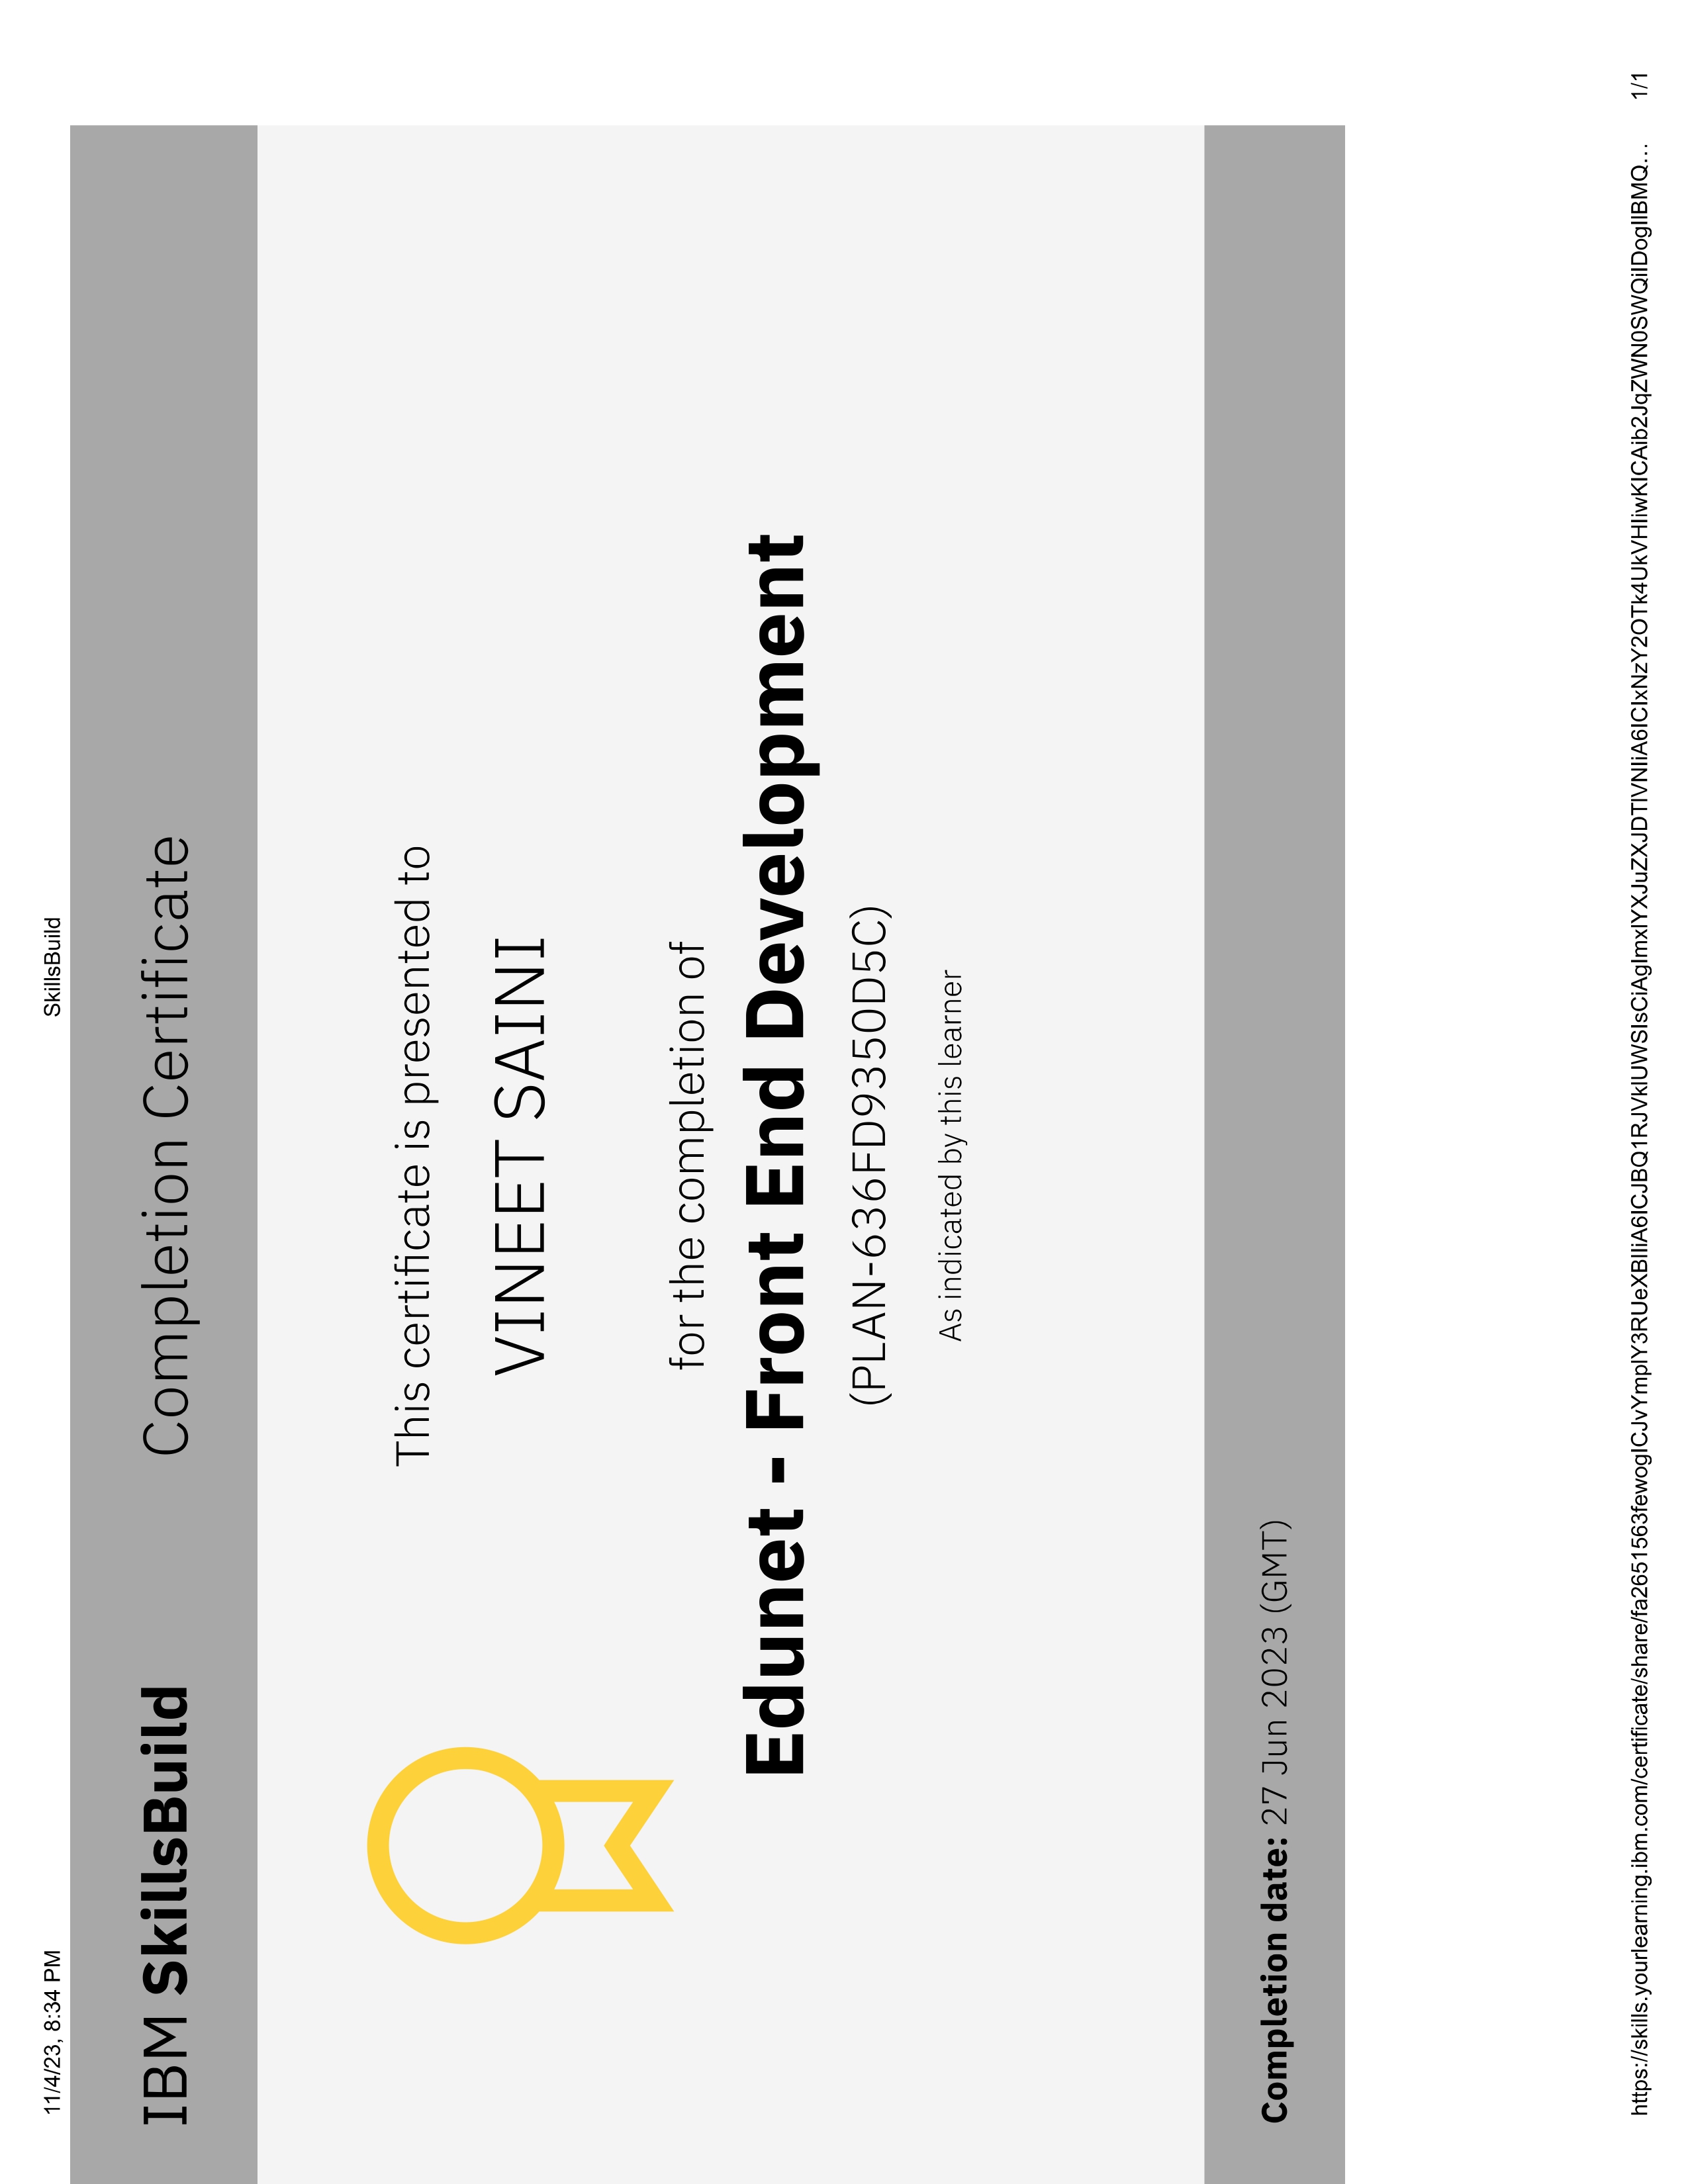 11/4/23, 8:34 PM
SkillsBuild
IBM SkillsBuild
Completion Certificate
This certificate is presented to
VINEET SAINI
for the completion of
Edunet - Front End Development
(PLAN-636FD9350D5C)
As indicated by this learner
Completion date: 27 Jun 2023 (GMT)
https://skills.yourlearning.ibm.com/certificate/share/fa2651563fewogICJvYmplY3RUeXBlIiA6ICJBQ1RJVklUWSIsCiAgImxlYXJuZXJDTlVNIiA6ICIxNzY2OTk4UkVHIiwKICAib2JqZWN0SWQiIDogIlBMQ… 1/1